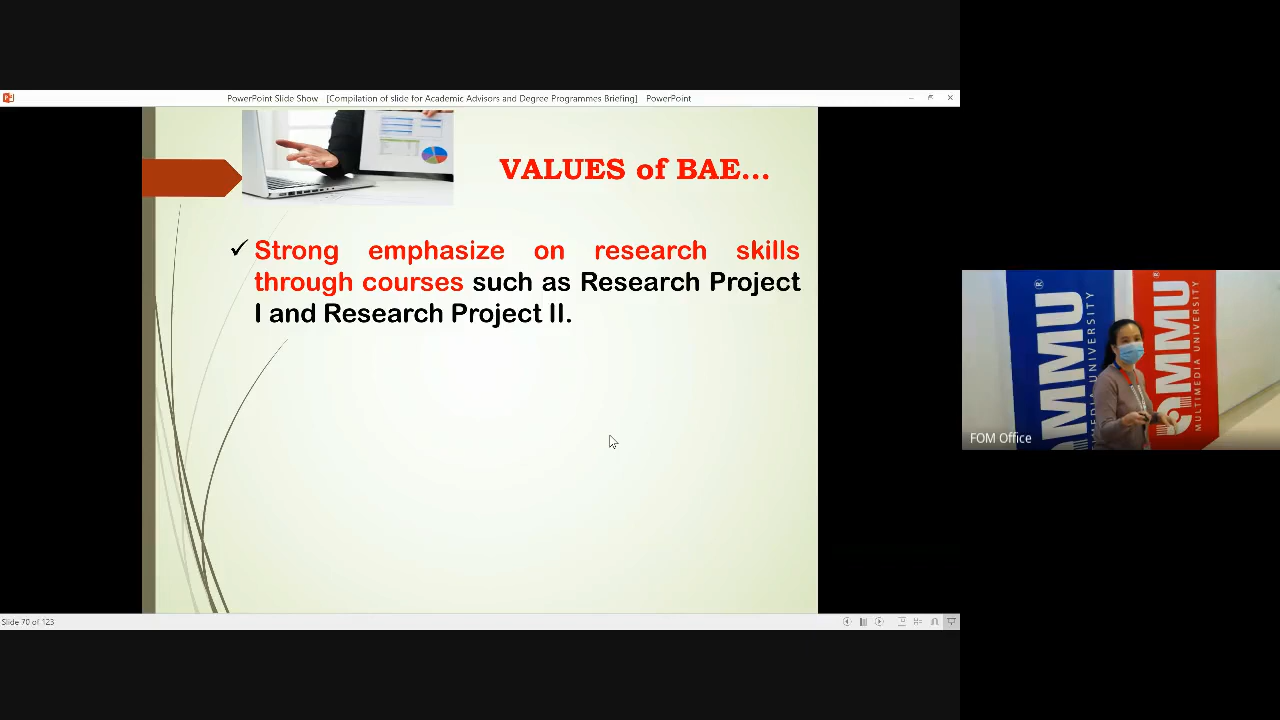 PowerPoint Slide Show - [Compilation of slide for Academic Advisors and Degree Programmes Briefing] - PowerPoint
VALUES of BAE...
✓ Strong emphasize on research skills
through courses such as Research Project
I and Research Project II.
Slide 70 of 123
MMU
MULTIMEDIA UNIVERSITY
MMU
MULTIMEDIA UNIVERSITY
FOM Office